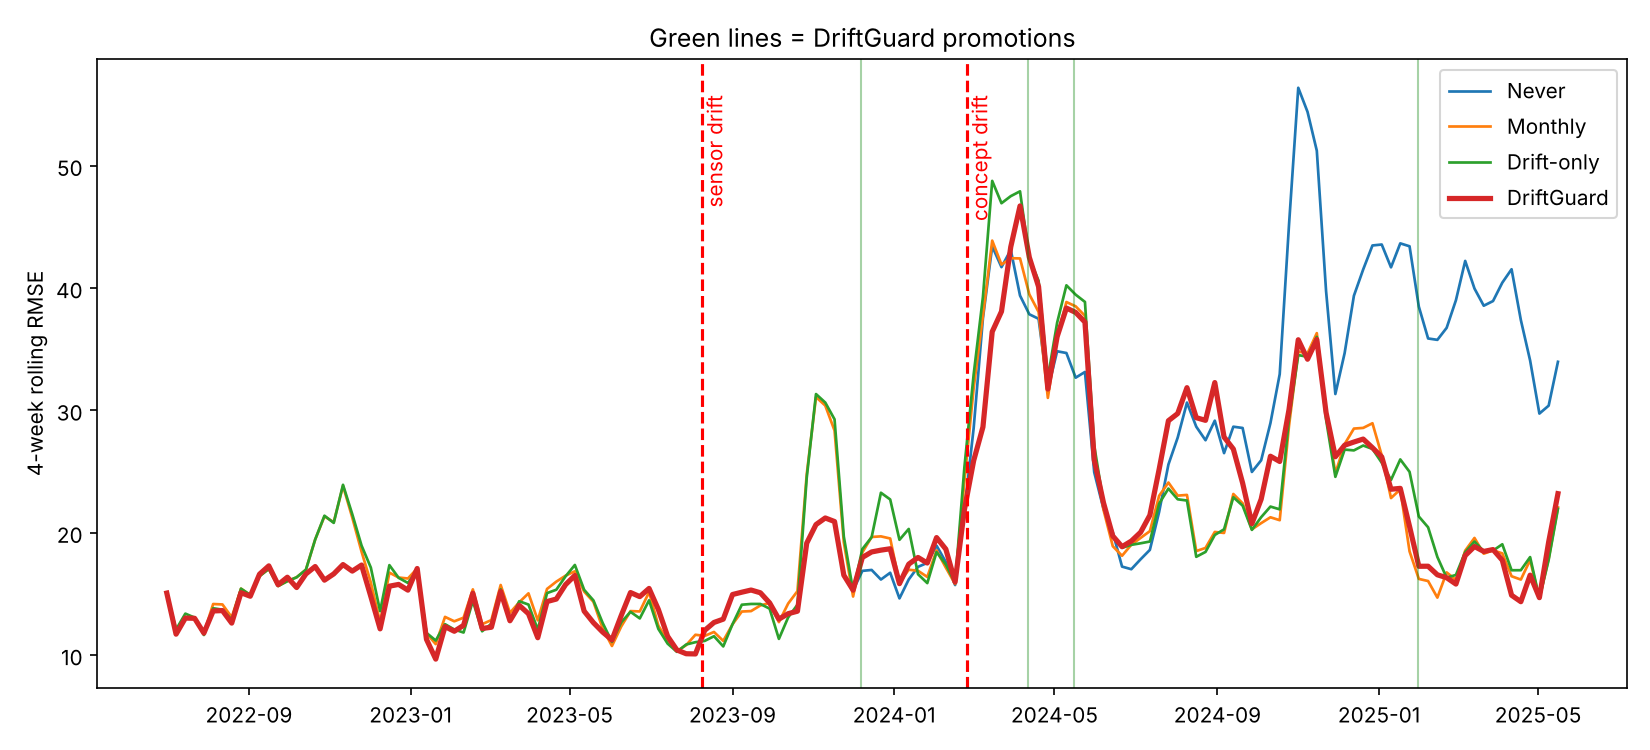 Green lines = DriftGuard promotions
4-week rolling RMSE
50
40
30
20
10
sensor drift
concept drift
Never
Monthly
Drift-only
DriftGuard
2022-09
2023-01
2023-05
2023-09
2024-01
2024-05
2024-09
2025-01
2025-05